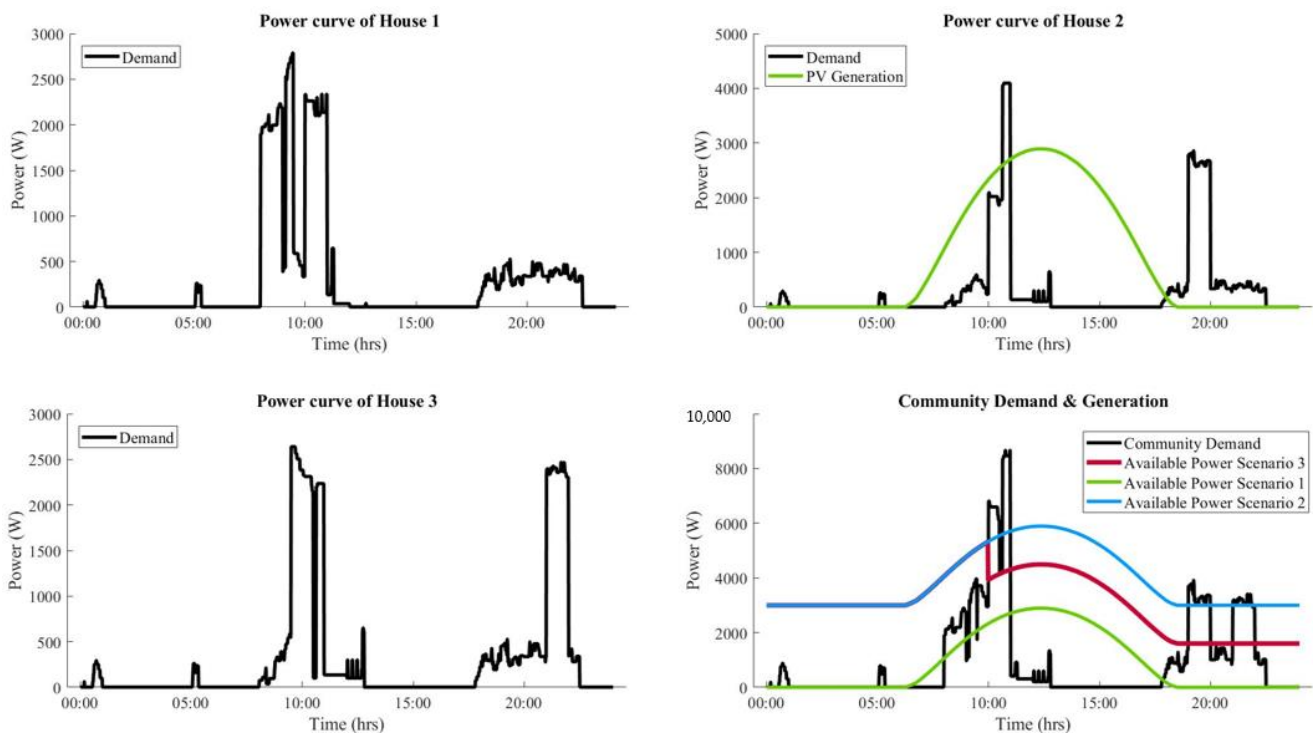 Power curve of House 1
3000
2500
2000
1500
1000
500
0
Power (W)
Demand
00:00 05:00 10:00 15:00 20:00
Time (hrs)
Power curve of House 2
5000
4000
3000
2000
1000
0
Power (W)
Demand
PV Generation
00:00 05:00 10:00 15:00 20:00
Time (hrs)
Power curve of House 3
3000
2500
2000
1500
1000
500
0
Power (W)
Demand
00:00 05:00 10:00 15:00 20:00
Time (hrs)
Community Demand & Generation
10,000
8000
6000
4000
2000
0
Power (W)
Community Demand
Available Power Scenario 3
Available Power Scenario 1
Available Power Scenario 2
00:00 05:00 10:00 15:00 20:00
Time (hrs)